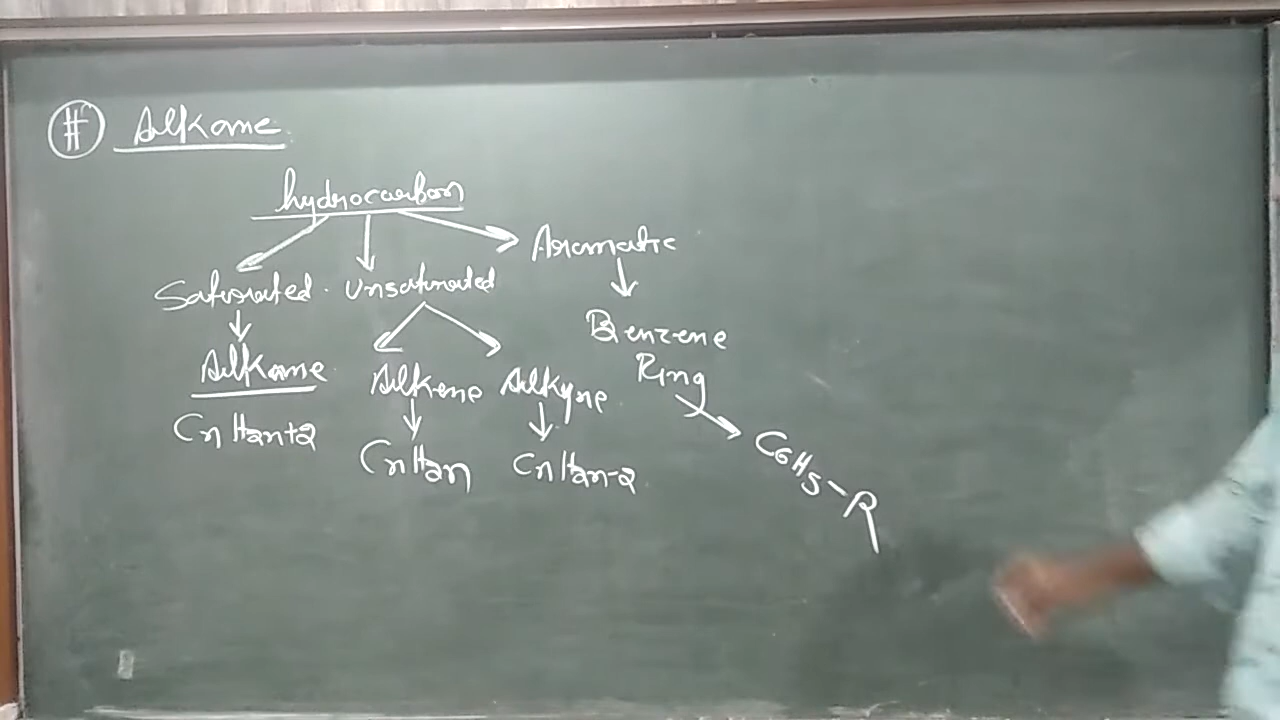 # Alkane
hydrocarbon
Saturated. Unsaturated Aromatic
Alkane Alkene Alkyne Benzene
Ring
CnH2n+2 CnH2n CnH2n-2 C6H5-R